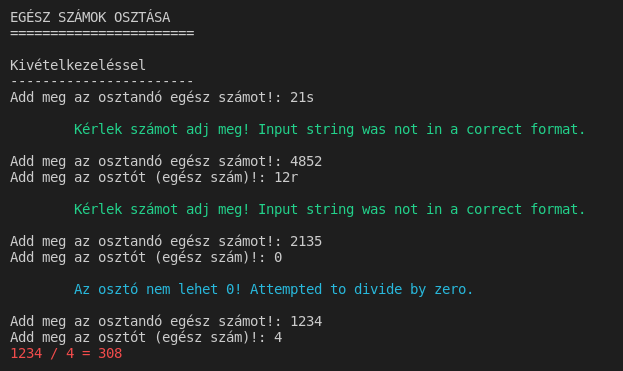 EGÉSZ SZÁMOK OSZTÁSA
=======================
Kivételkezeléssel
-----------------------
Add meg az osztandó egész számot!: 21s
Kérlek számot adj meg! Input string was not in a correct format.
Add meg az osztandó egész számot!: 4852
Add meg az osztót (egész szám)!: 12r
Kérlek számot adj meg! Input string was not in a correct format.
Add meg az osztandó egész számot!: 2135
Add meg az osztót (egész szám)!: 0
Az osztó nem lehet 0! Attempted to divide by zero.
Add meg az osztandó egész számot!: 1234
Add meg az osztót (egész szám)!: 4
1234 / 4 = 308